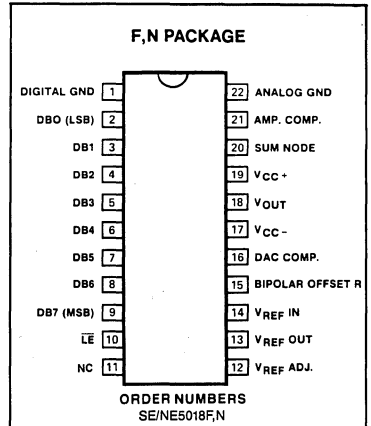 F,N PACKAGE
DIGITAL GND 1 22 ANALOG GND
DBO (LSB) 2 21 AMP. COMP.
DB1 3 20 SUM NODE
DB2 4 19 VCC +
DB3 5 18 VOUT
DB4 6 17 VCC –
DB5 7 16 DAC COMP.
DB6 8 15 BIPOLAR OFFSET R
DB7 (MSB) 9 14 VREF IN
L̅E̅ 10 13 VREF OUT
NC 11 12 VREF ADJ.
ORDER NUMBERS
SE/NE5018F,N